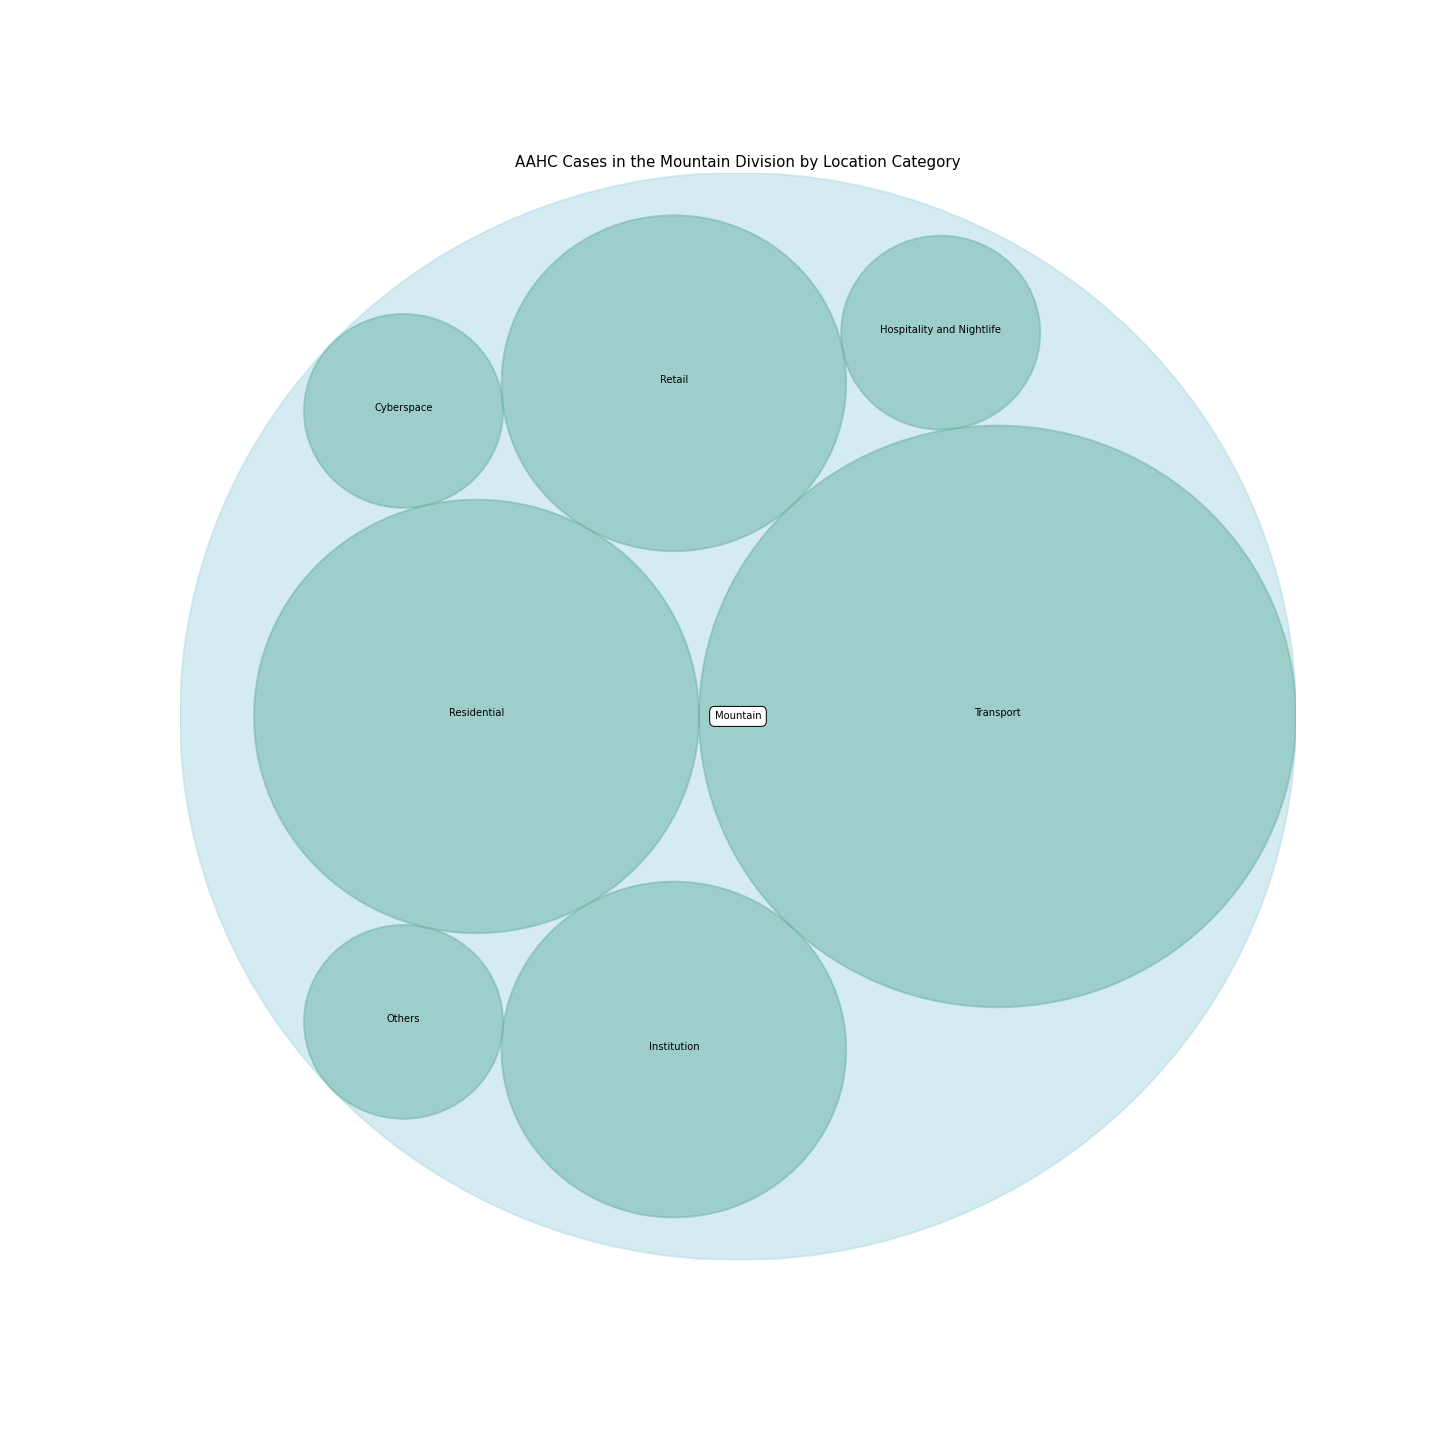 AAHC Cases in the Mountain Division by Location Category
Hospitality and Nightlife
Retail
Cyberspace
Residential
Mountain
Transport
Others
Institution